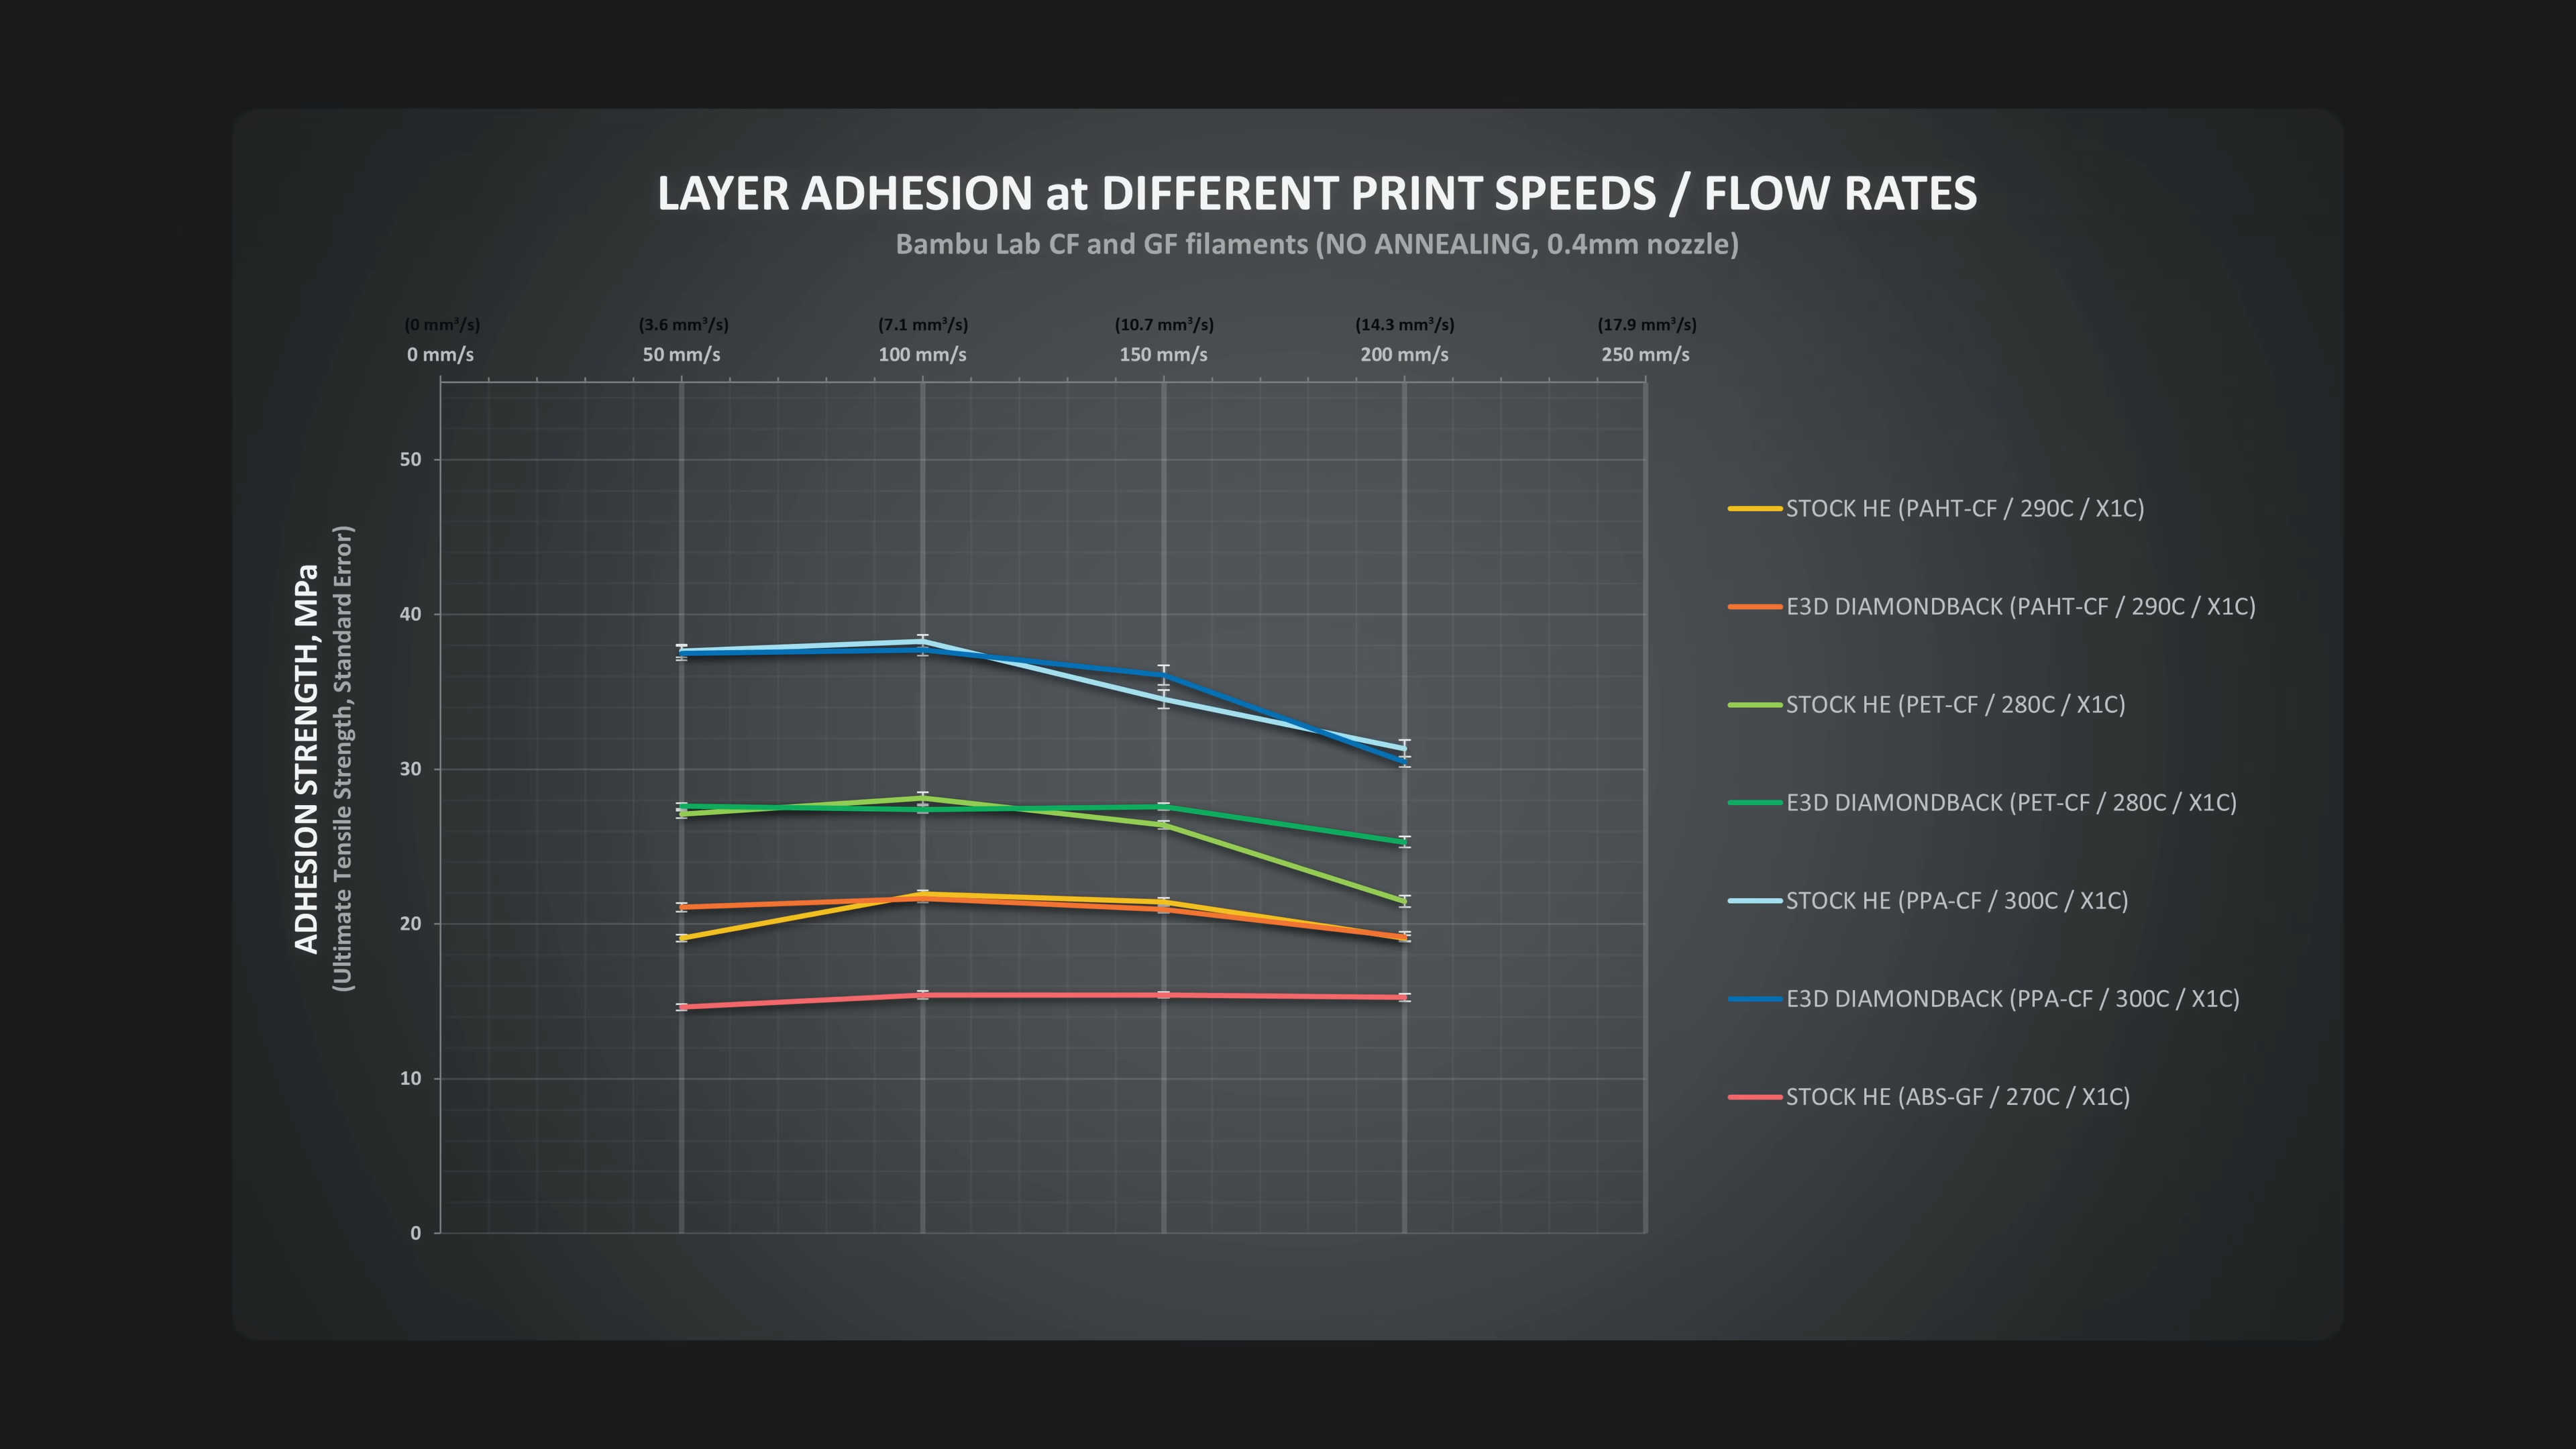 LAYER ADHESION at DIFFERENT PRINT SPEEDS / FLOW RATES
Bambu Lab CF and GF filaments (NO ANNEALING, 0.4mm nozzle)
(0 mm³/s) (3.6 mm³/s) (7.1 mm³/s) (10.7 mm³/s) (14.3 mm³/s) (17.9 mm³/s)
0 mm/s 50 mm/s 100 mm/s 150 mm/s 200 mm/s 250 mm/s
ADHESION STRENGTH, MPa
(Ultimate Tensile Strength, Standard Error)
50
40
30
20
10
0
STOCK HE (PAHT-CF / 290C / X1C)
E3D DIAMONDBACK (PAHT-CF / 290C / X1C)
STOCK HE (PET-CF / 280C / X1C)
E3D DIAMONDBACK (PET-CF / 280C / X1C)
STOCK HE (PPA-CF / 300C / X1C)
E3D DIAMONDBACK (PPA-CF / 300C / X1C)
STOCK HE (ABS-GF / 270C / X1C)